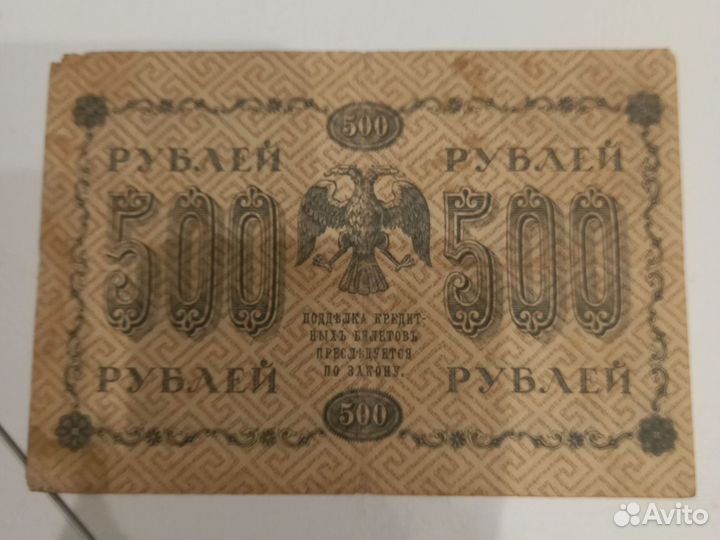 500
РУБЛЕЙ РУБЛЕЙ
500 500
ПОДДѢЛКА КРЕДИТ-
НЫХЪ БИЛЕТОВЪ
ПРЕСЛѢДУЕТСЯ
ПО ЗАКОНУ.
РУБЛЕЙ РУБЛЕЙ
500
Avito